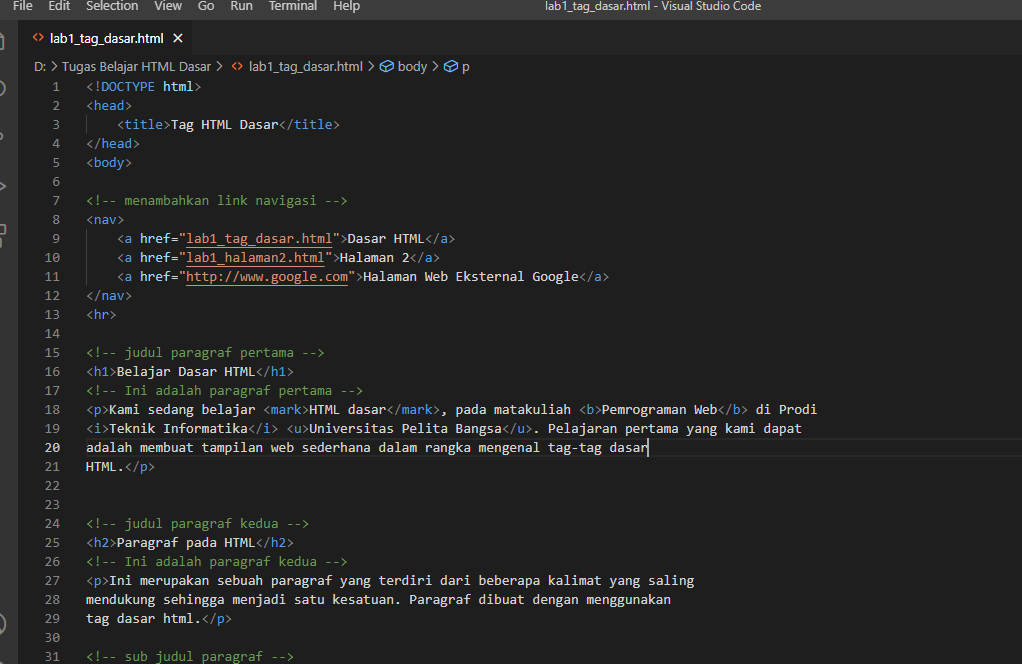 File Edit Selection View Go Run Terminal Help lab1_tag_dasar.html - Visual Studio Code
<> lab1_tag_dasar.html ×
D: > Tugas Belajar HTML Dasar > <> lab1_tag_dasar.html > body > p
1 <!DOCTYPE html>
2 <head>
3     <title>Tag HTML Dasar</title>
4 </head>
5 <body>
6
7 <!-- menambahkan link navigasi -->
8 <nav>
9     <a href="lab1_tag_dasar.html">Dasar HTML</a>
10     <a href="lab1_halaman2.html">Halaman 2</a>
11     <a href="http://www.google.com">Halaman Web Eksternal Google</a>
12 </nav>
13 <hr>
14
15 <!-- judul paragraf pertama -->
16 <h1>Belajar Dasar HTML</h1>
17 <!-- Ini adalah paragraf pertama -->
18 <p>Kami sedang belajar <mark>HTML dasar</mark>, pada matakuliah <b>Pemrograman Web</b> di Prodi
19 <i>Teknik Informatika</i> <u>Universitas Pelita Bangsa</u>. Pelajaran pertama yang kami dapat
20 adalah membuat tampilan web sederhana dalam rangka mengenal tag-tag dasar
21 HTML.</p>
22
23
24 <!-- judul paragraf kedua -->
25 <h2>Paragraf pada HTML</h2>
26 <!-- Ini adalah paragraf kedua -->
27 <p>Ini merupakan sebuah paragraf yang terdiri dari beberapa kalimat yang saling
28 mendukung sehingga menjadi satu kesatuan. Paragraf dibuat dengan menggunakan
29 tag dasar html.</p>
30
31 <!-- sub judul paragraf -->